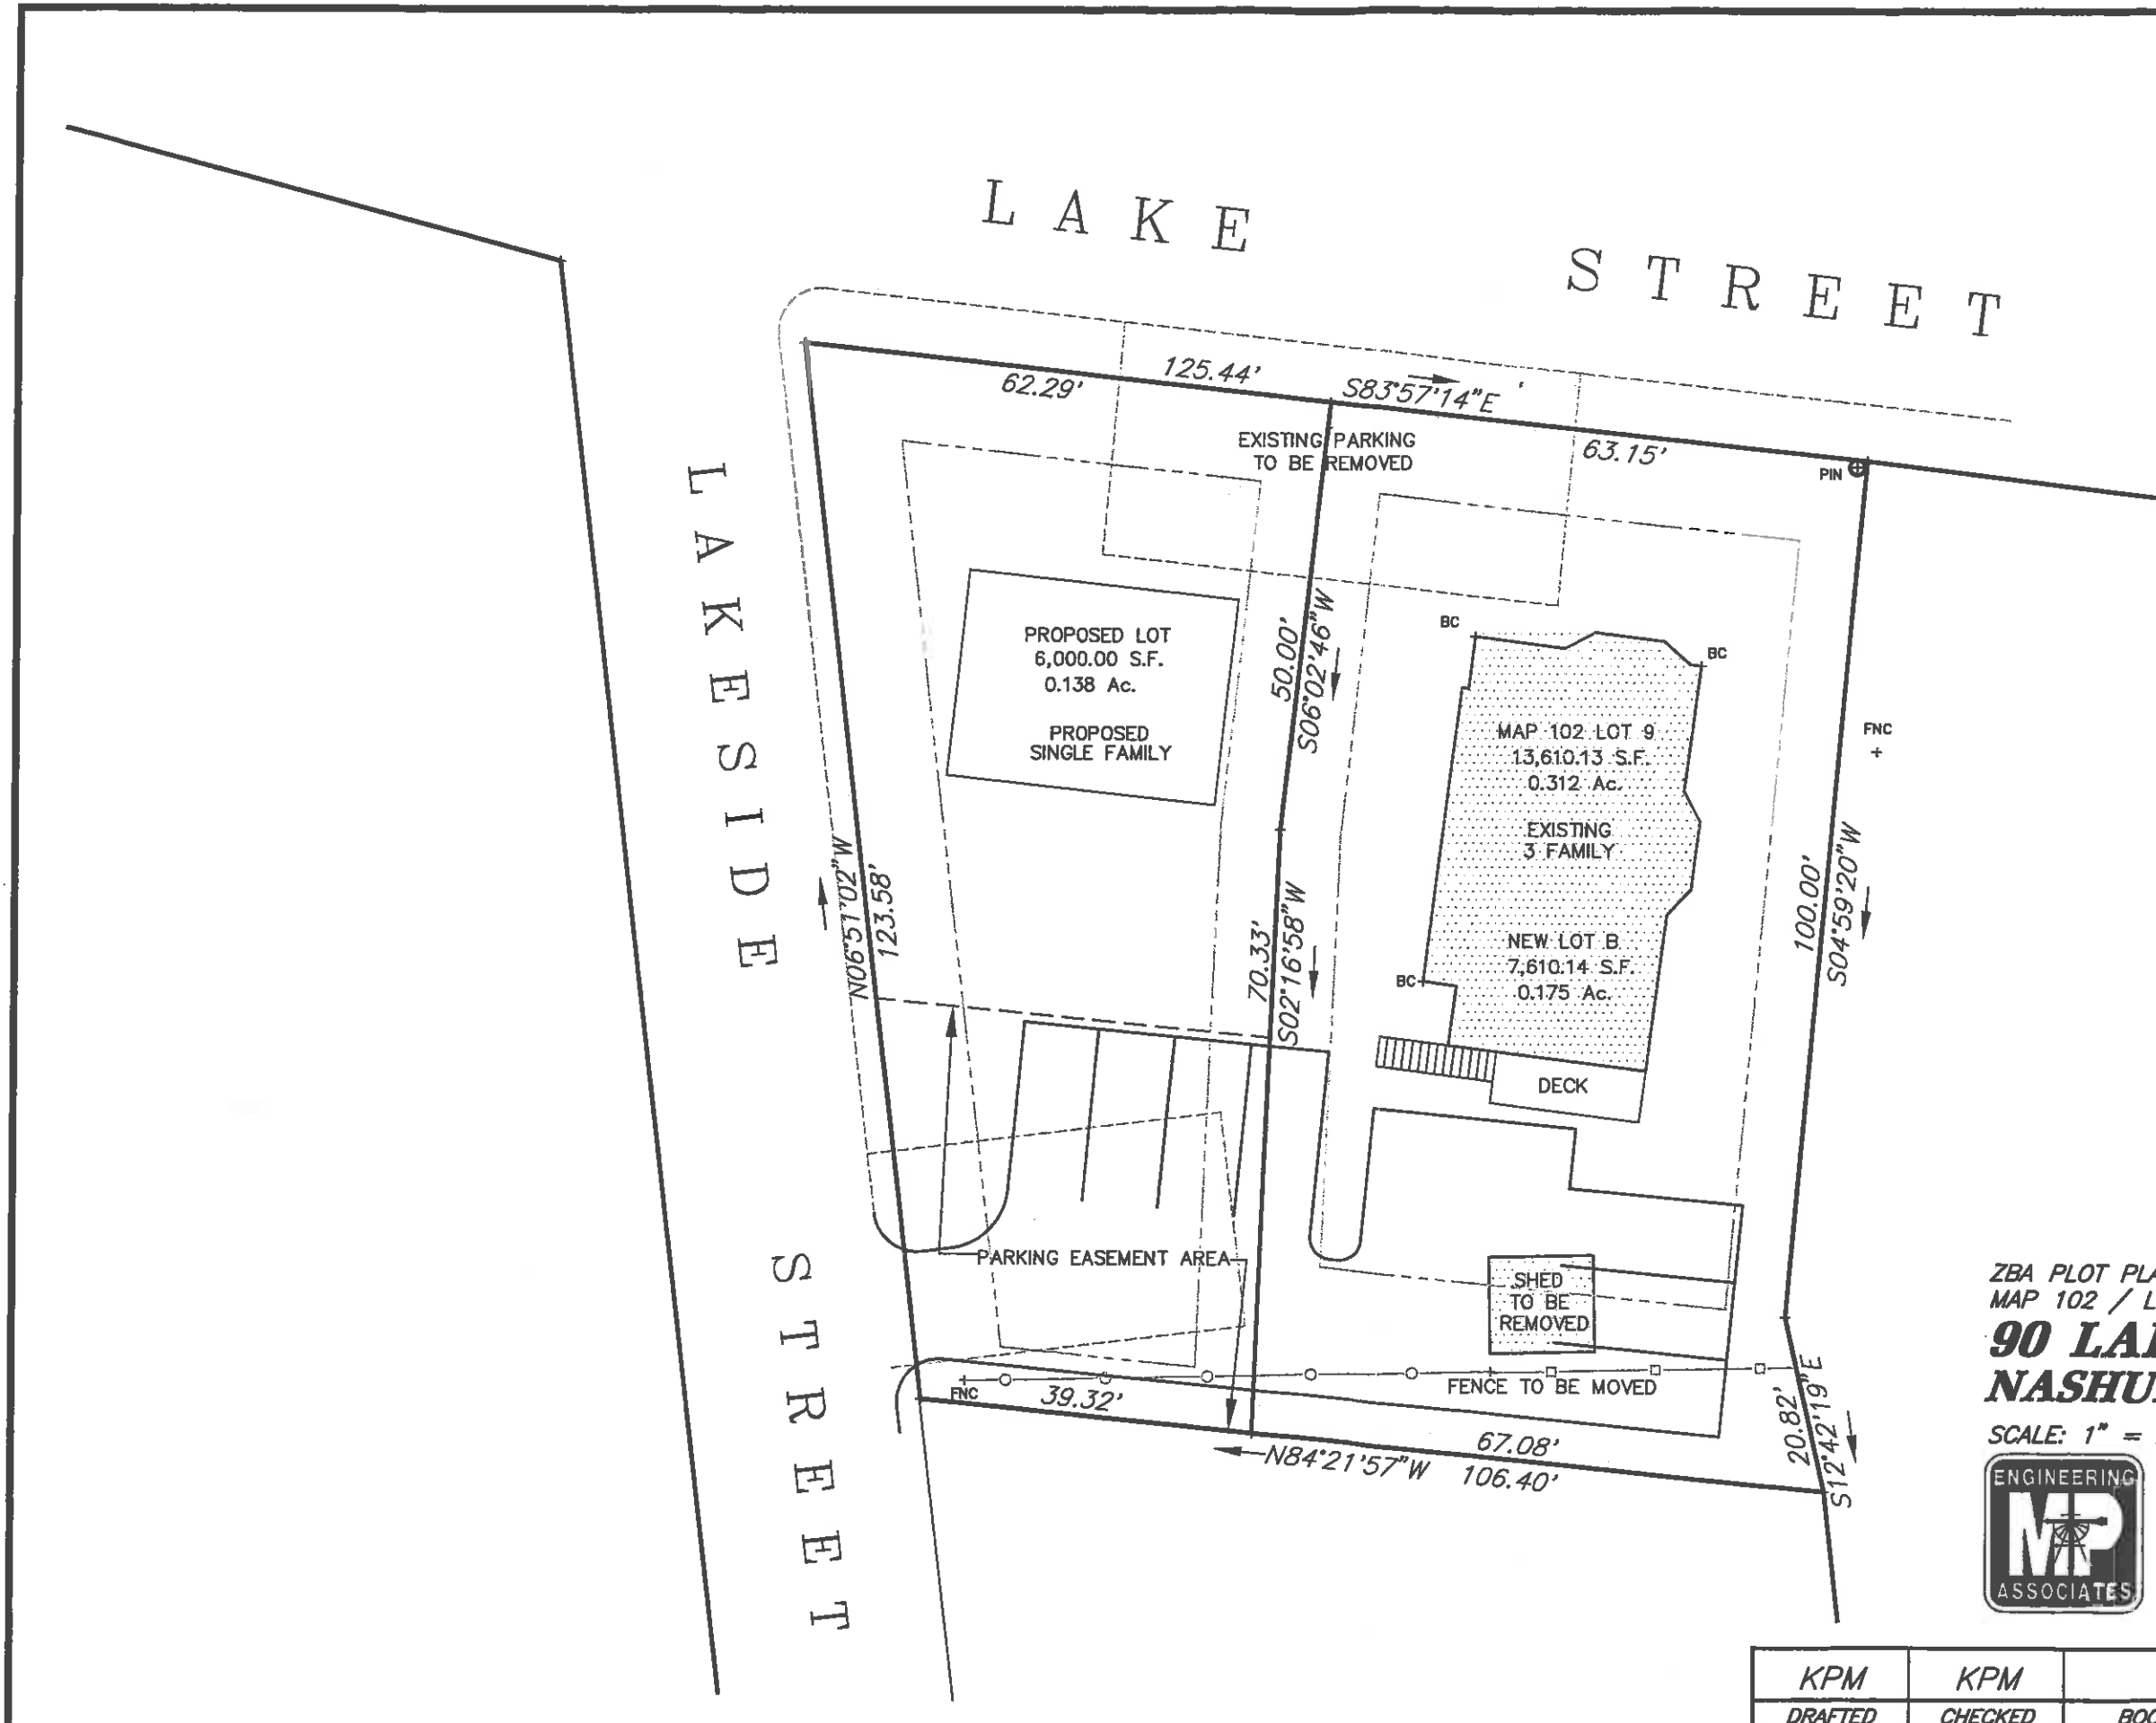 LAKE STREET
LAKESIDE STREET
125.44'
62.29'
S83°57'14"E
63.15'
EXISTING PARKING
TO BE REMOVED
PIN
PROPOSED LOT
6,000.00 S.F.
0.138 Ac.
PROPOSED
SINGLE FAMILY
50.00'
S06°02'46"W
BC
BC
MAP 102 LOT 9
13,610.13 S.F.
0.312 Ac.
EXISTING
3 FAMILY
FNC
N06°51'02"W
123.58'
70.33'
S02°16'58"W
NEW LOT B
7,610.14 S.F.
0.175 Ac.
BC
100.00'
S04°59'20"W
DECK
PARKING EASEMENT AREA
SHED
TO BE
REMOVED
FNC
39.32'
FENCE TO BE MOVED
20.82'
S12°42'19"E
67.08'
N84°21'57"W 106.40'
ZBA PLOT PLA
MAP 102 / L
90 LA
NASHU
SCALE: 1" =
ENGINEERING
MP
ASSOCIATES
KPM KPM
DRAFTED CHECKED BOO